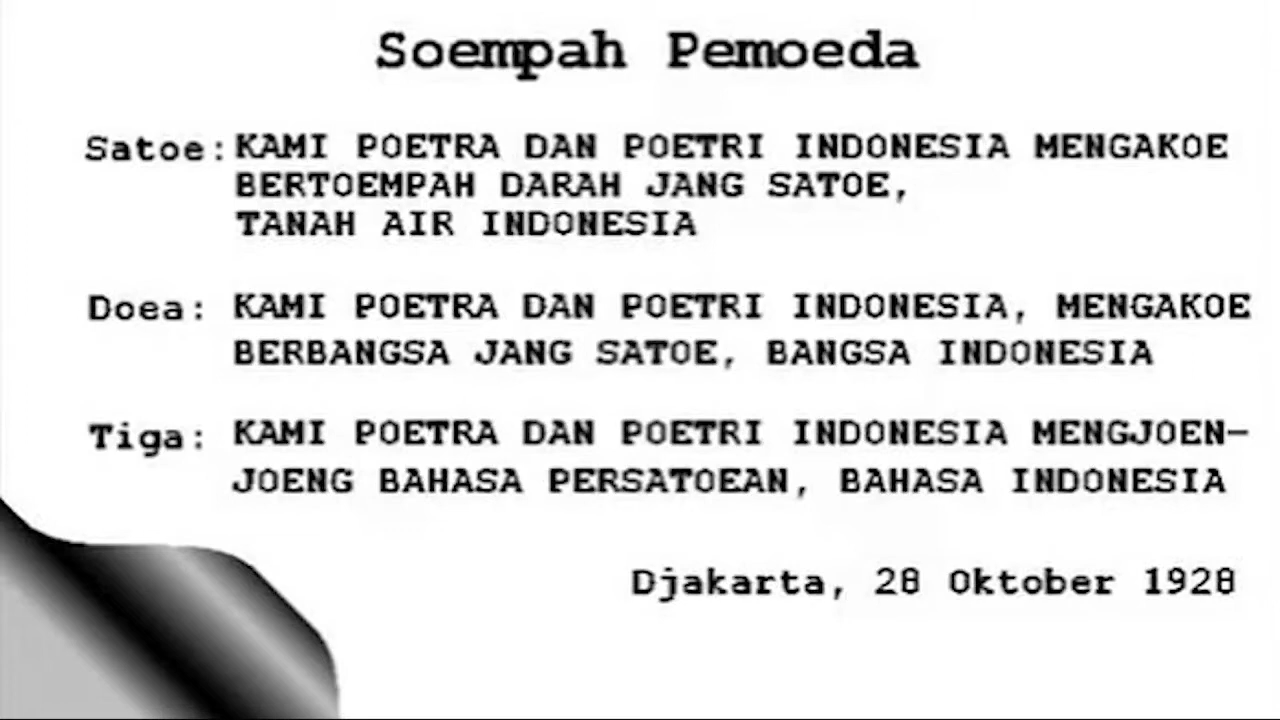 Soempah Pemoeda
Satoe: KAMI POETRA DAN POETRI INDONESIA MENGAKOE
BERTOEMPAH DARAH JANG SATOE,
TANAH AIR INDONESIA
Doea: KAMI POETRA DAN POETRI INDONESIA, MENGAKOE
BERBANGSA JANG SATOE, BANGSA INDONESIA
Tiga: KAMI POETRA DAN POETRI INDONESIA MENGJOEN-
JOENG BAHASA PERSATOEAN, BAHASA INDONESIA
Djakarta, 28 Oktober 1928